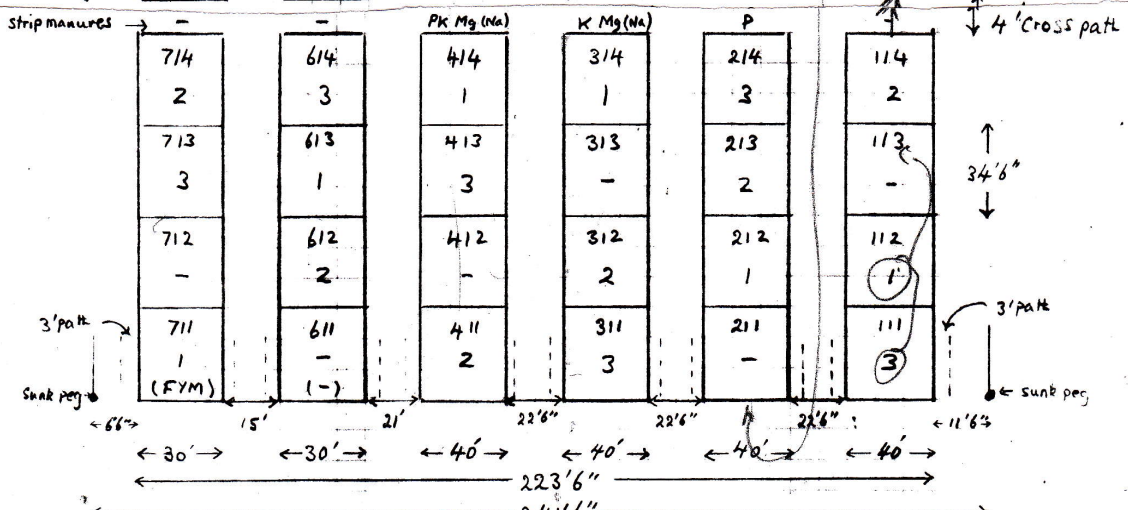 strip manures → - - PK Mg (Na) K Mg (Na) P -
4' Cross path
714 614 414 314 214 114
2 3 1 1 3 2
713 613 413 313 213 113
34'6"
3 1 3 - 2 -
712 612 412 312 212 112
- 2 - 2 1 1
3' path 711 611 411 311 211 111 3' path
1 - 2 3 - 3
(FYM) (-)
sunk peg sunk peg
6'6" 15' 21' 22'6" 22'6" 22'6" 11'6"
30' 30' 40' 40' 40' 40'
223'6"